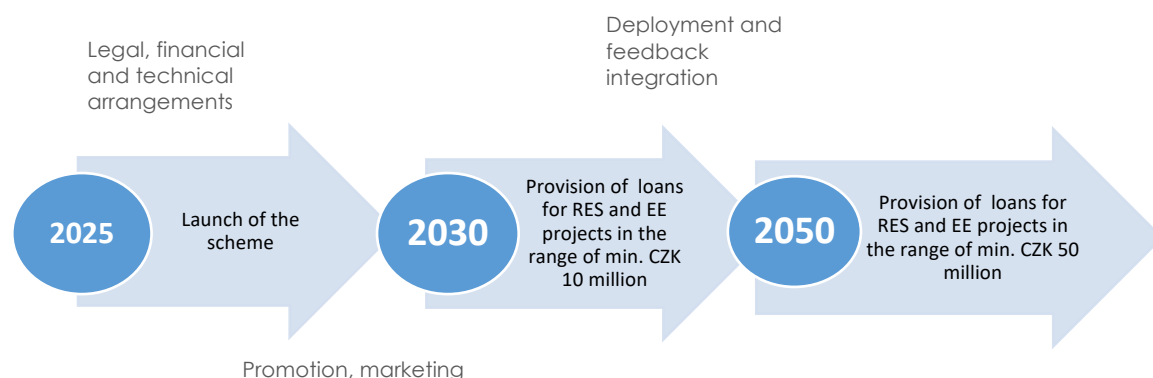 Legal, financial
and technical
arrangements
Deployment and
feedback
integration
2025
Launch of the
scheme
2030
Provision of loans
for RES and EE
projects in the
range of min. CZK
10 million
2050
Provision of loans for
RES and EE projects in
the range of min. CZK 50
million
Promotion, marketing